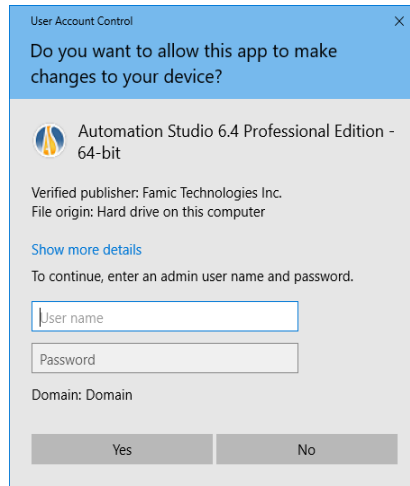 User Account Control
Do you want to allow this app to make
changes to your device?
Automation Studio 6.4 Professional Edition -
64-bit
Verified publisher: Famic Technologies Inc.
File origin: Hard drive on this computer
Show more details
To continue, enter an admin user name and password.
User name
Password
Domain: Domain
Yes
No